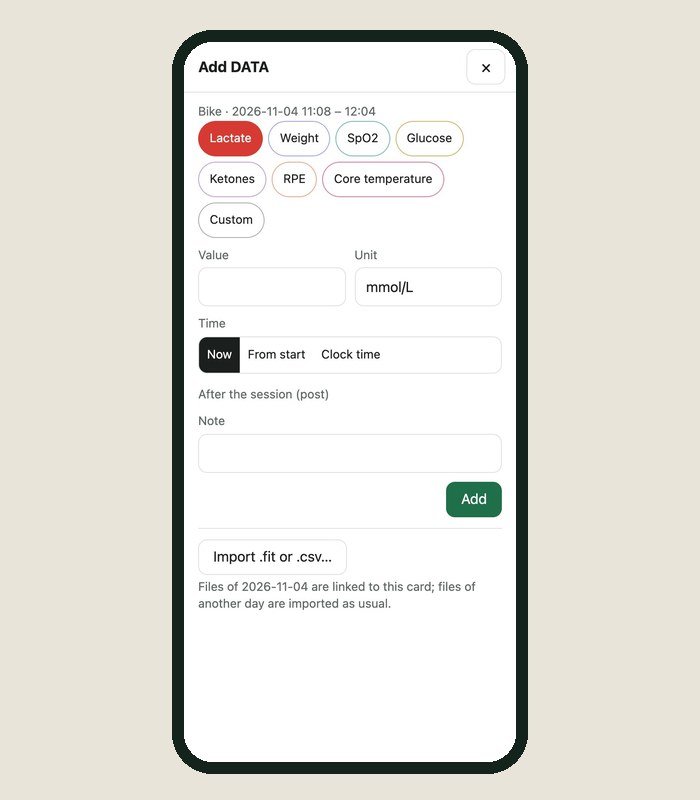 Add DATA ×
Bike · 2026-11-04 11:08 – 12:04
Lactate Weight SpO2 Glucose
Ketones RPE Core temperature
Custom
Value Unit
mmol/L
Time
Now From start Clock time
After the session (post)
Note
Add
Import .fit or .csv...
Files of 2026-11-04 are linked to this card; files of
another day are imported as usual.